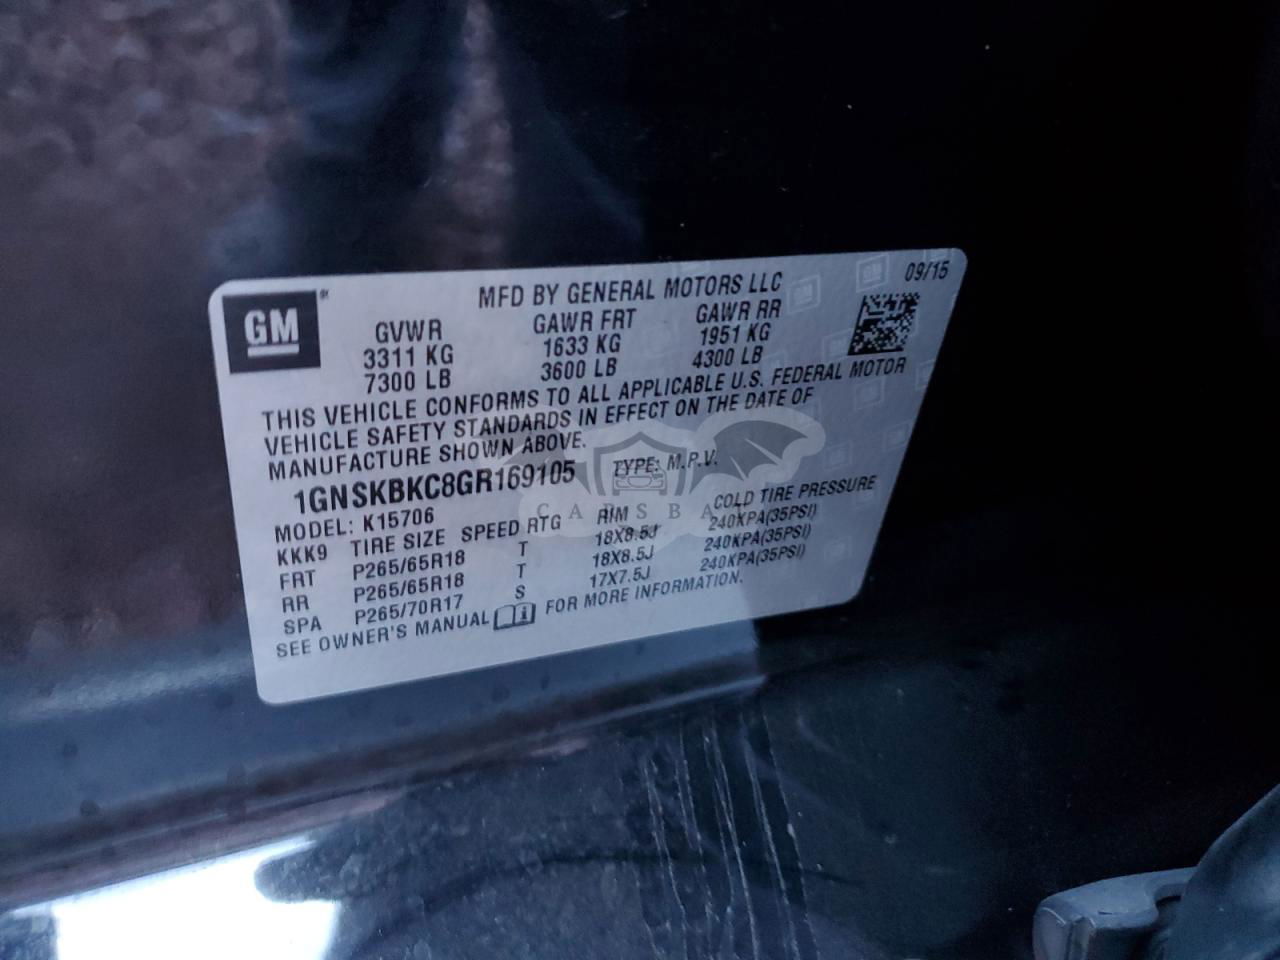 GM
MFD BY GENERAL MOTORS LLC 09/15
GVWR GAWR FRT GAWR RR
3311 KG 1633 KG 1951 KG
7300 LB 3600 LB 4300 LB
THIS VEHICLE CONFORMS TO ALL APPLICABLE U.S. FEDERAL MOTOR
VEHICLE SAFETY STANDARDS IN EFFECT ON THE DATE OF
MANUFACTURE SHOWN ABOVE.
1GNSKBKC8GR169105 TYPE: M.P.V.
MODEL: K15706
KKK9 TIRE SIZE SPEED RTG RIM COLD TIRE PRESSURE
FRT P265/65R18 T 18X8.5J 240KPA(35PSI)
RR P265/65R18 T 18X8.5J 240KPA(35PSI)
SPA P265/70R17 S 17X7.5J 240KPA(35PSI)
SEE OWNER'S MANUAL FOR MORE INFORMATION.
CARSBAT